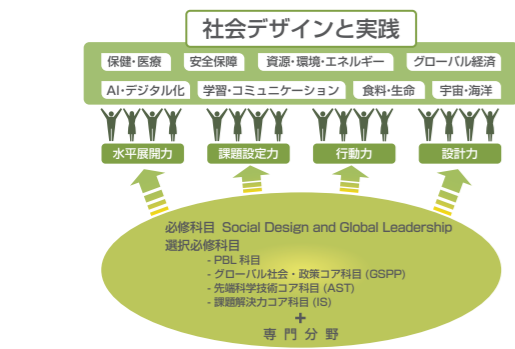 社会デザインと実践
保健・医療 安全保障 資源・環境・エネルギー グローバル経済
AI・デジタル化 学習・コミュニケーション 食料・生命 宇宙・海洋
水平展開力 課題設定力 行動力 設計力
必修科目 Social Design and Global Leadership
選択必修科目
- PBL 科目
- グローバル社会・政策コア科目 (GSPP)
- 先端科学技術コア科目 (AST)
- 課題解決力コア科目 (IS)
+
専門分野